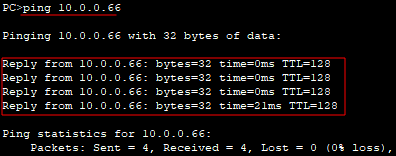 PC>ping 10.0.0.66
Pinging 10.0.0.66 with 32 bytes of data:
Reply from 10.0.0.66: bytes=32 time=0ms TTL=128
Reply from 10.0.0.66: bytes=32 time=0ms TTL=128
Reply from 10.0.0.66: bytes=32 time=0ms TTL=128
Reply from 10.0.0.66: bytes=32 time=21ms TTL=128
Ping statistics for 10.0.0.66:
Packets: Sent = 4, Received = 4, Lost = 0 (0% loss),